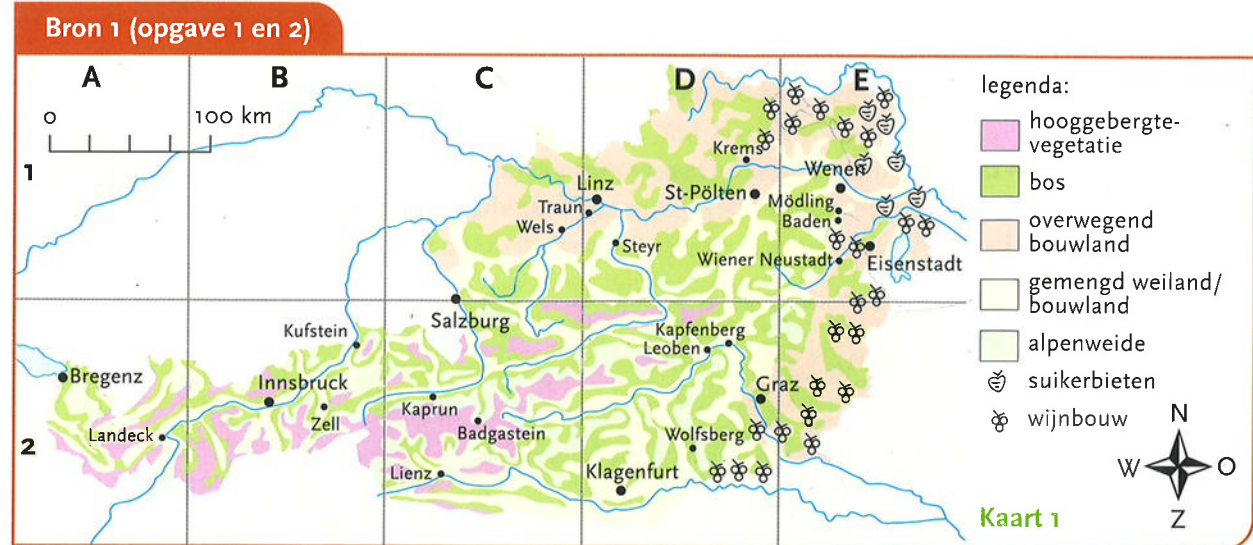 Bron 1 (opgave 1 en 2)
A
B
C
D
E
0
100 km
1
2
Krems
Wenen
Linz
St-Pölten
Traun
Mödling
Wels
Baden
Steyr
Wiener Neustadt
Eisenstadt
Salzburg
Kufstein
Kapfenberg
Leoben
Bregenz
Innsbruck
Graz
Zell
Kaprun
Landeck
Badgastein
Wolfsberg
Lienz
Klagenfurt
legenda:
hooggebergte-
vegetatie
bos
overwegend
bouwland
gemengd weiland/
bouwland
alpenweide
suikerbieten
wijnbouw
N
W
O
Z
Kaart 1